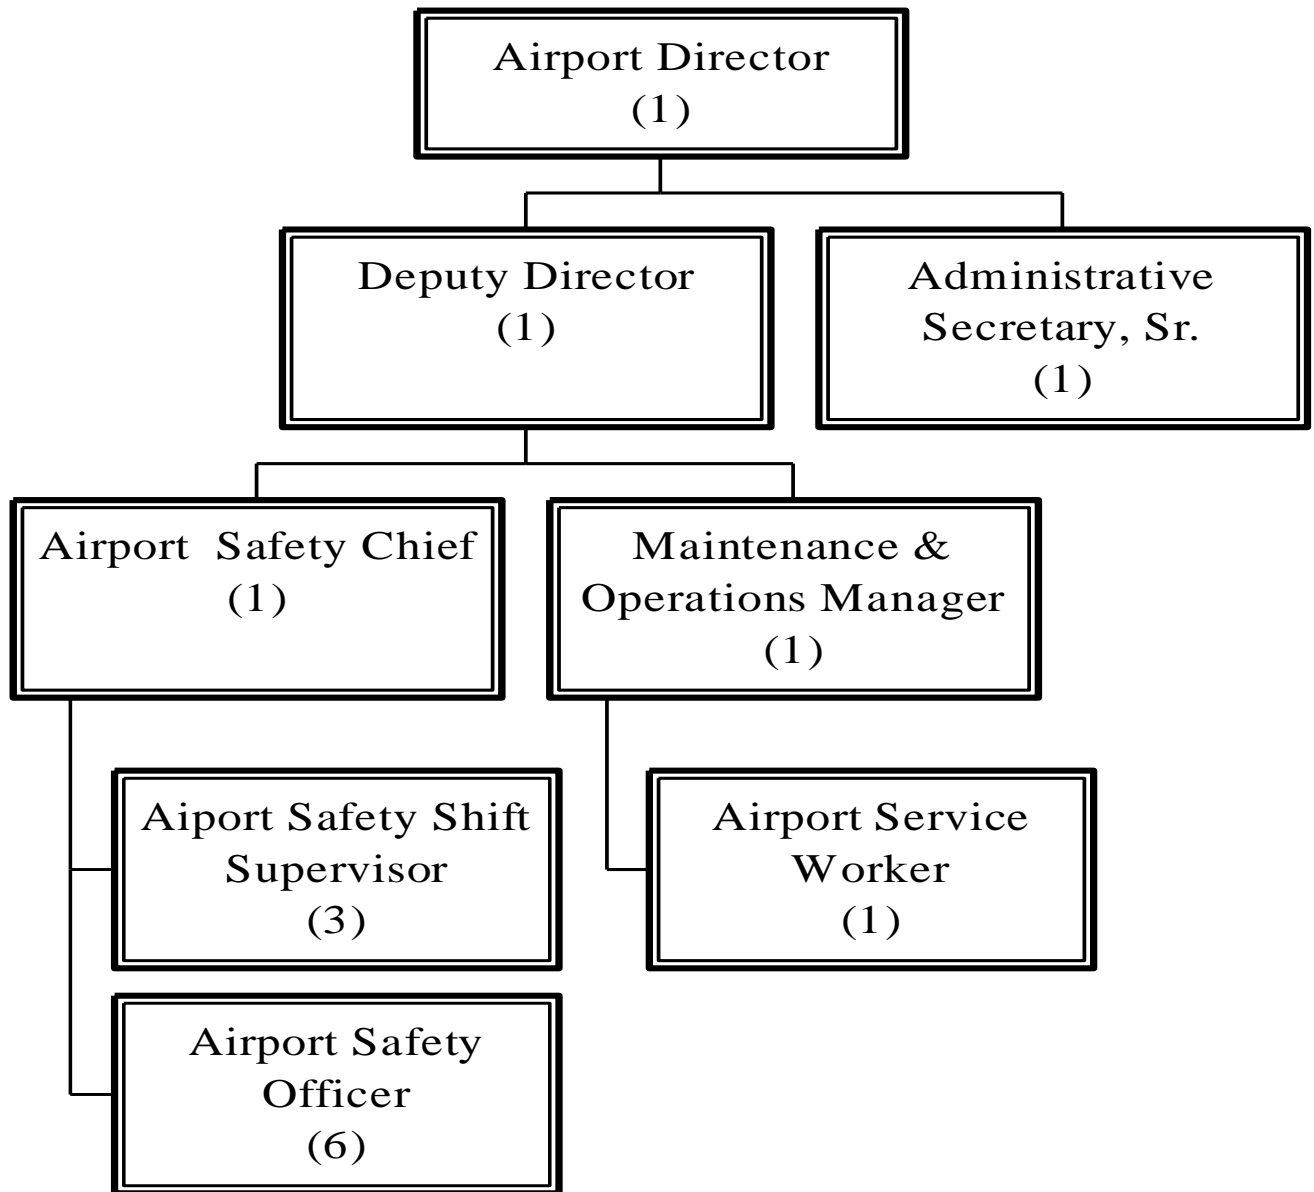 Airport Director
(1)
Deputy Director
(1)
Administrative
Secretary, Sr.
(1)
Airport  Safety Chief
(1)
Maintenance &
Operations Manager
(1)
Aiport Safety Shift
Supervisor
(3)
Airport Service
Worker
(1)
Airport Safety
Officer
(6)